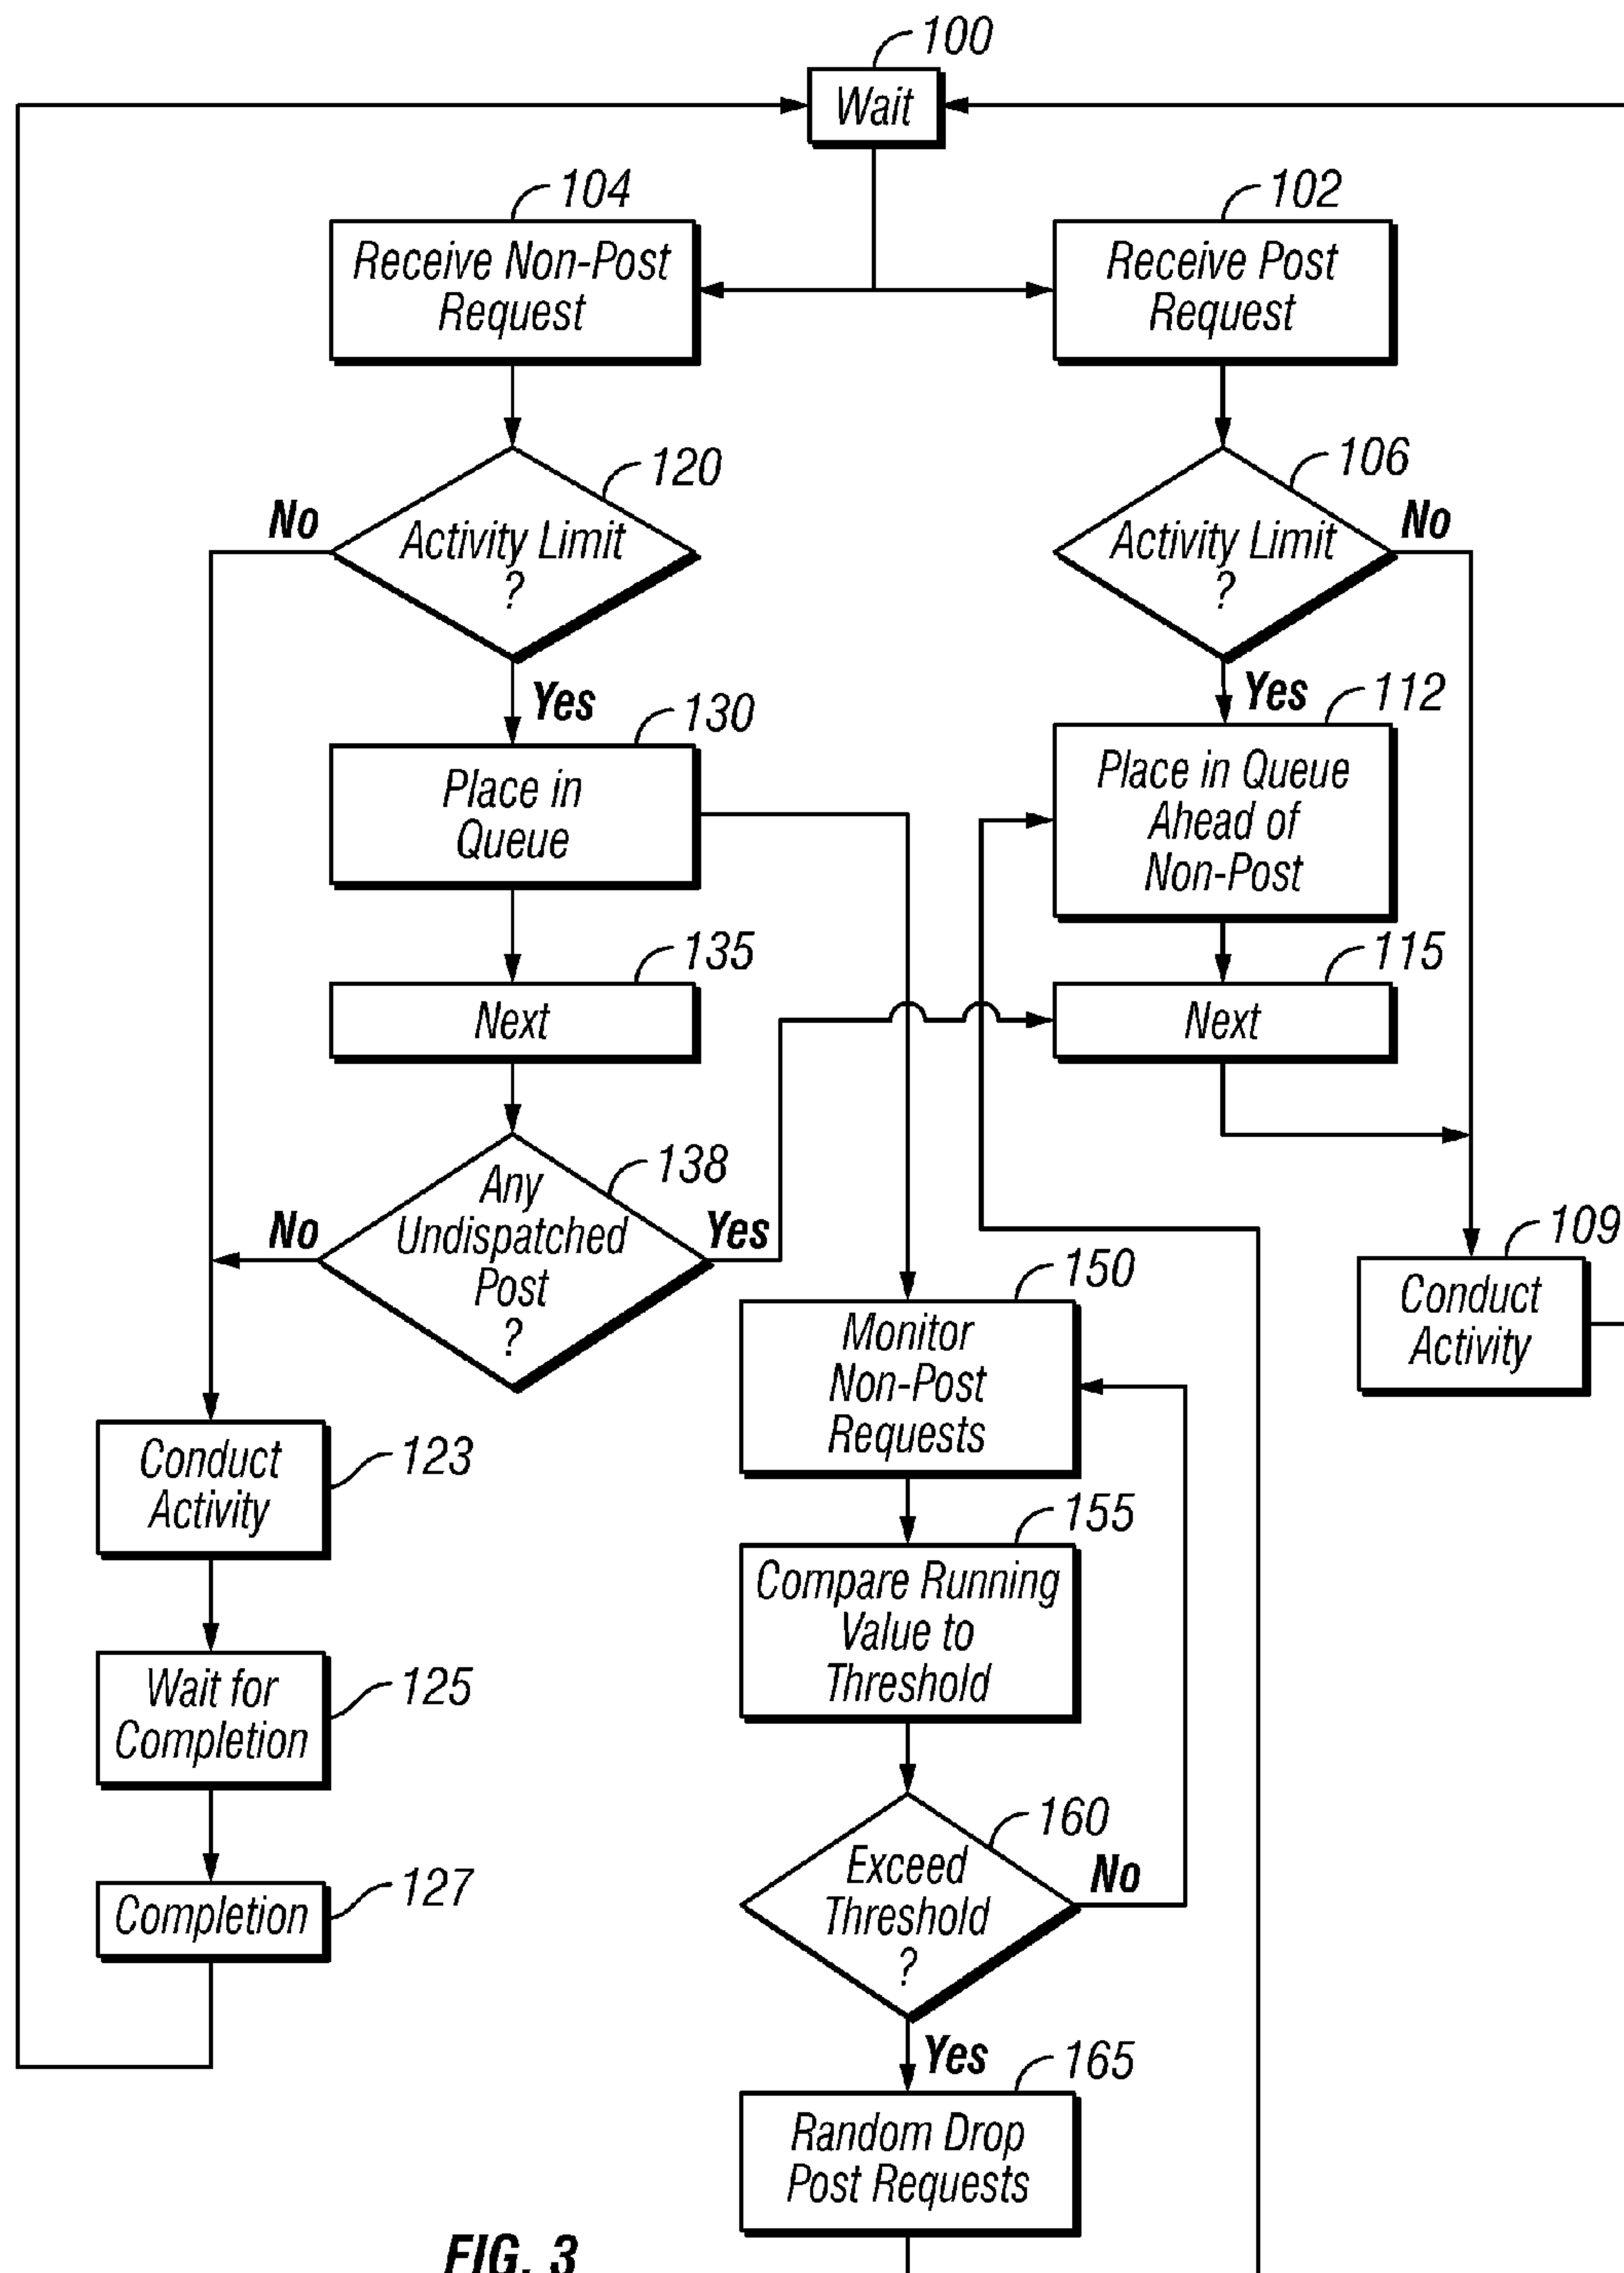 100
Wait
104
Receive Non-Post
Request
102
Receive Post
Request
120
Activity Limit
?
No
Yes
106
Activity Limit
?
No
Yes
130
Place in
Queue
112
Place in Queue
Ahead of
Non-Post
135
Next
115
Next
138
Any
Undispatched
Post
?
No
Yes
109
Conduct
Activity
150
Monitor
Non-Post
Requests
123
Conduct
Activity
155
Compare Running
Value to
Threshold
125
Wait for
Completion
160
Exceed
Threshold
?
No
Yes
127
Completion
165
Random Drop
Post Requests
FIG. 3